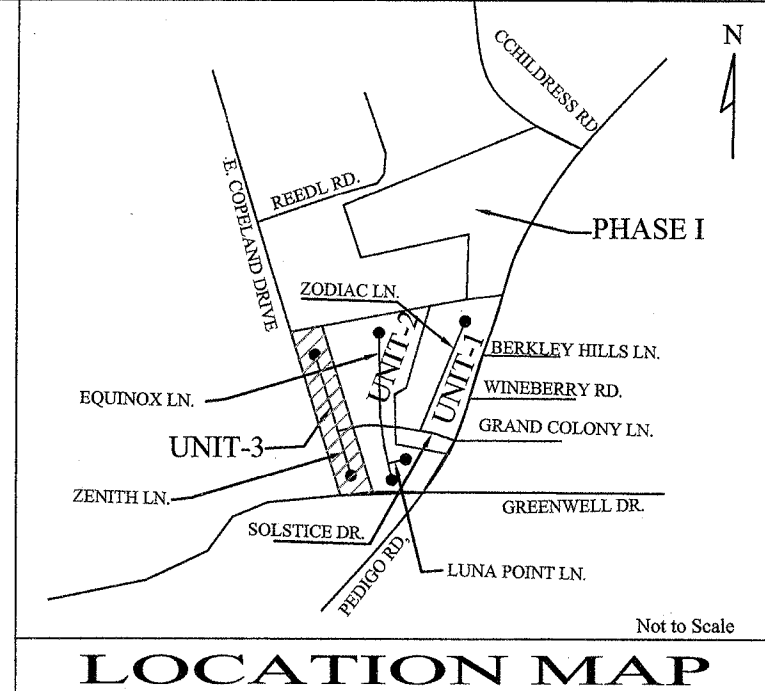 N
CCHILDRESS RD
REEDL RD.
E. COPELAND DRIVE
PHASE I
ZODIAC LN.
UNIT-2
UNIT-1
BERKLEY HILLS LN.
EQUINOX LN.
WINEBERRY RD.
GRAND COLONY LN.
UNIT-3
ZENITH LN.
GREENWELL DR.
SOLSTICE DR.
PEDIGO RD,
LUNA POINT LN.
Not to Scale
LOCATION MAP